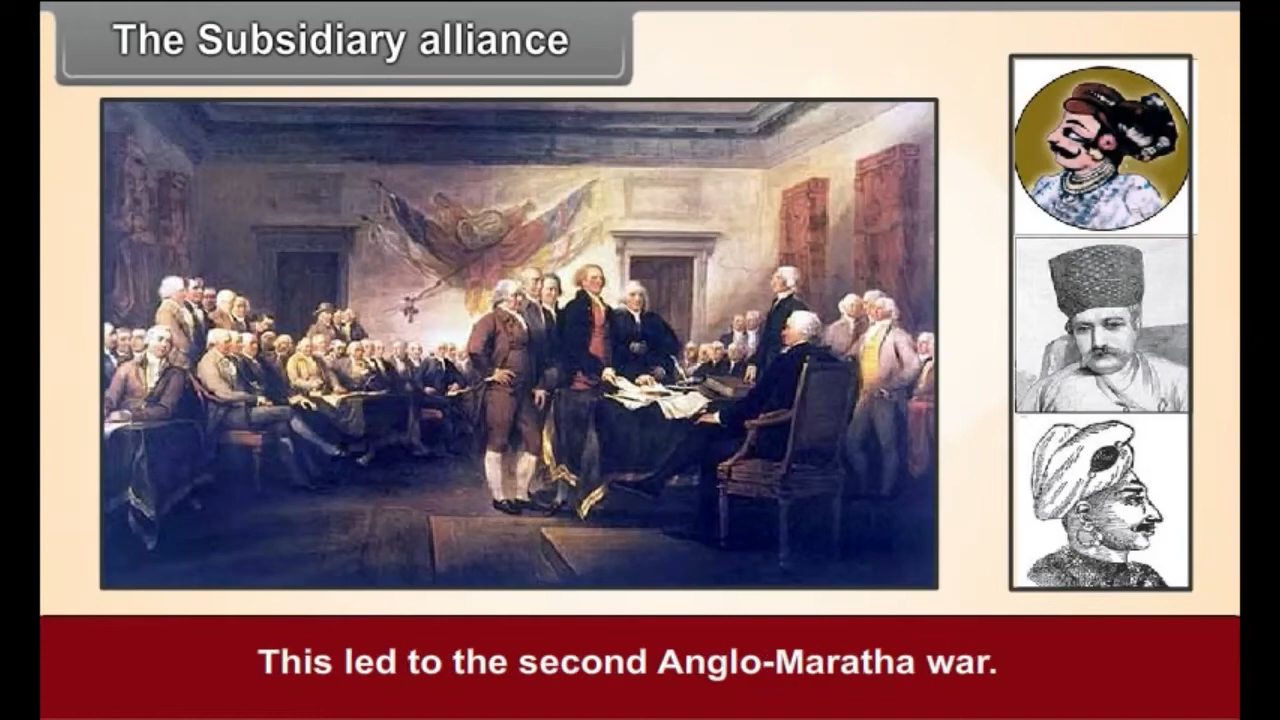 The Subsidiary alliance
This led to the second Anglo-Maratha war.